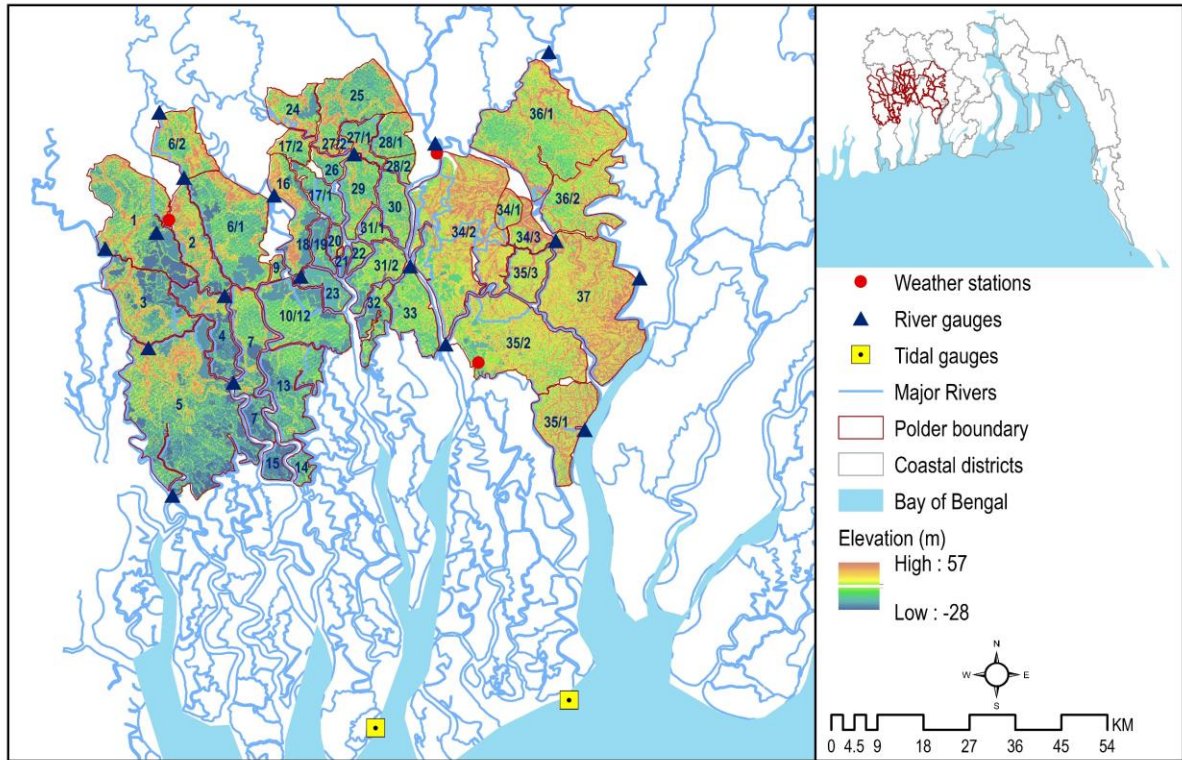 25
24
36/1
6/2
27/1
27/2
28/1
17/2
28/2
26
16
29
17/1
36/2
34/1
30
1
6/1
31/1
2
34/2
34/3
18/19
20
22
21
31/2
35/3
9
37
23
3
32
10/12
33
4
7
35/2
13
5
35/1
7
15
14
Weather stations
River gauges
Tidal gauges
Major Rivers
Polder boundary
Coastal districts
Bay of Bengal
Elevation (m)
High : 57
Low : -28
N
W E
S
KM
0 4.5 9 18 27 36 45 54